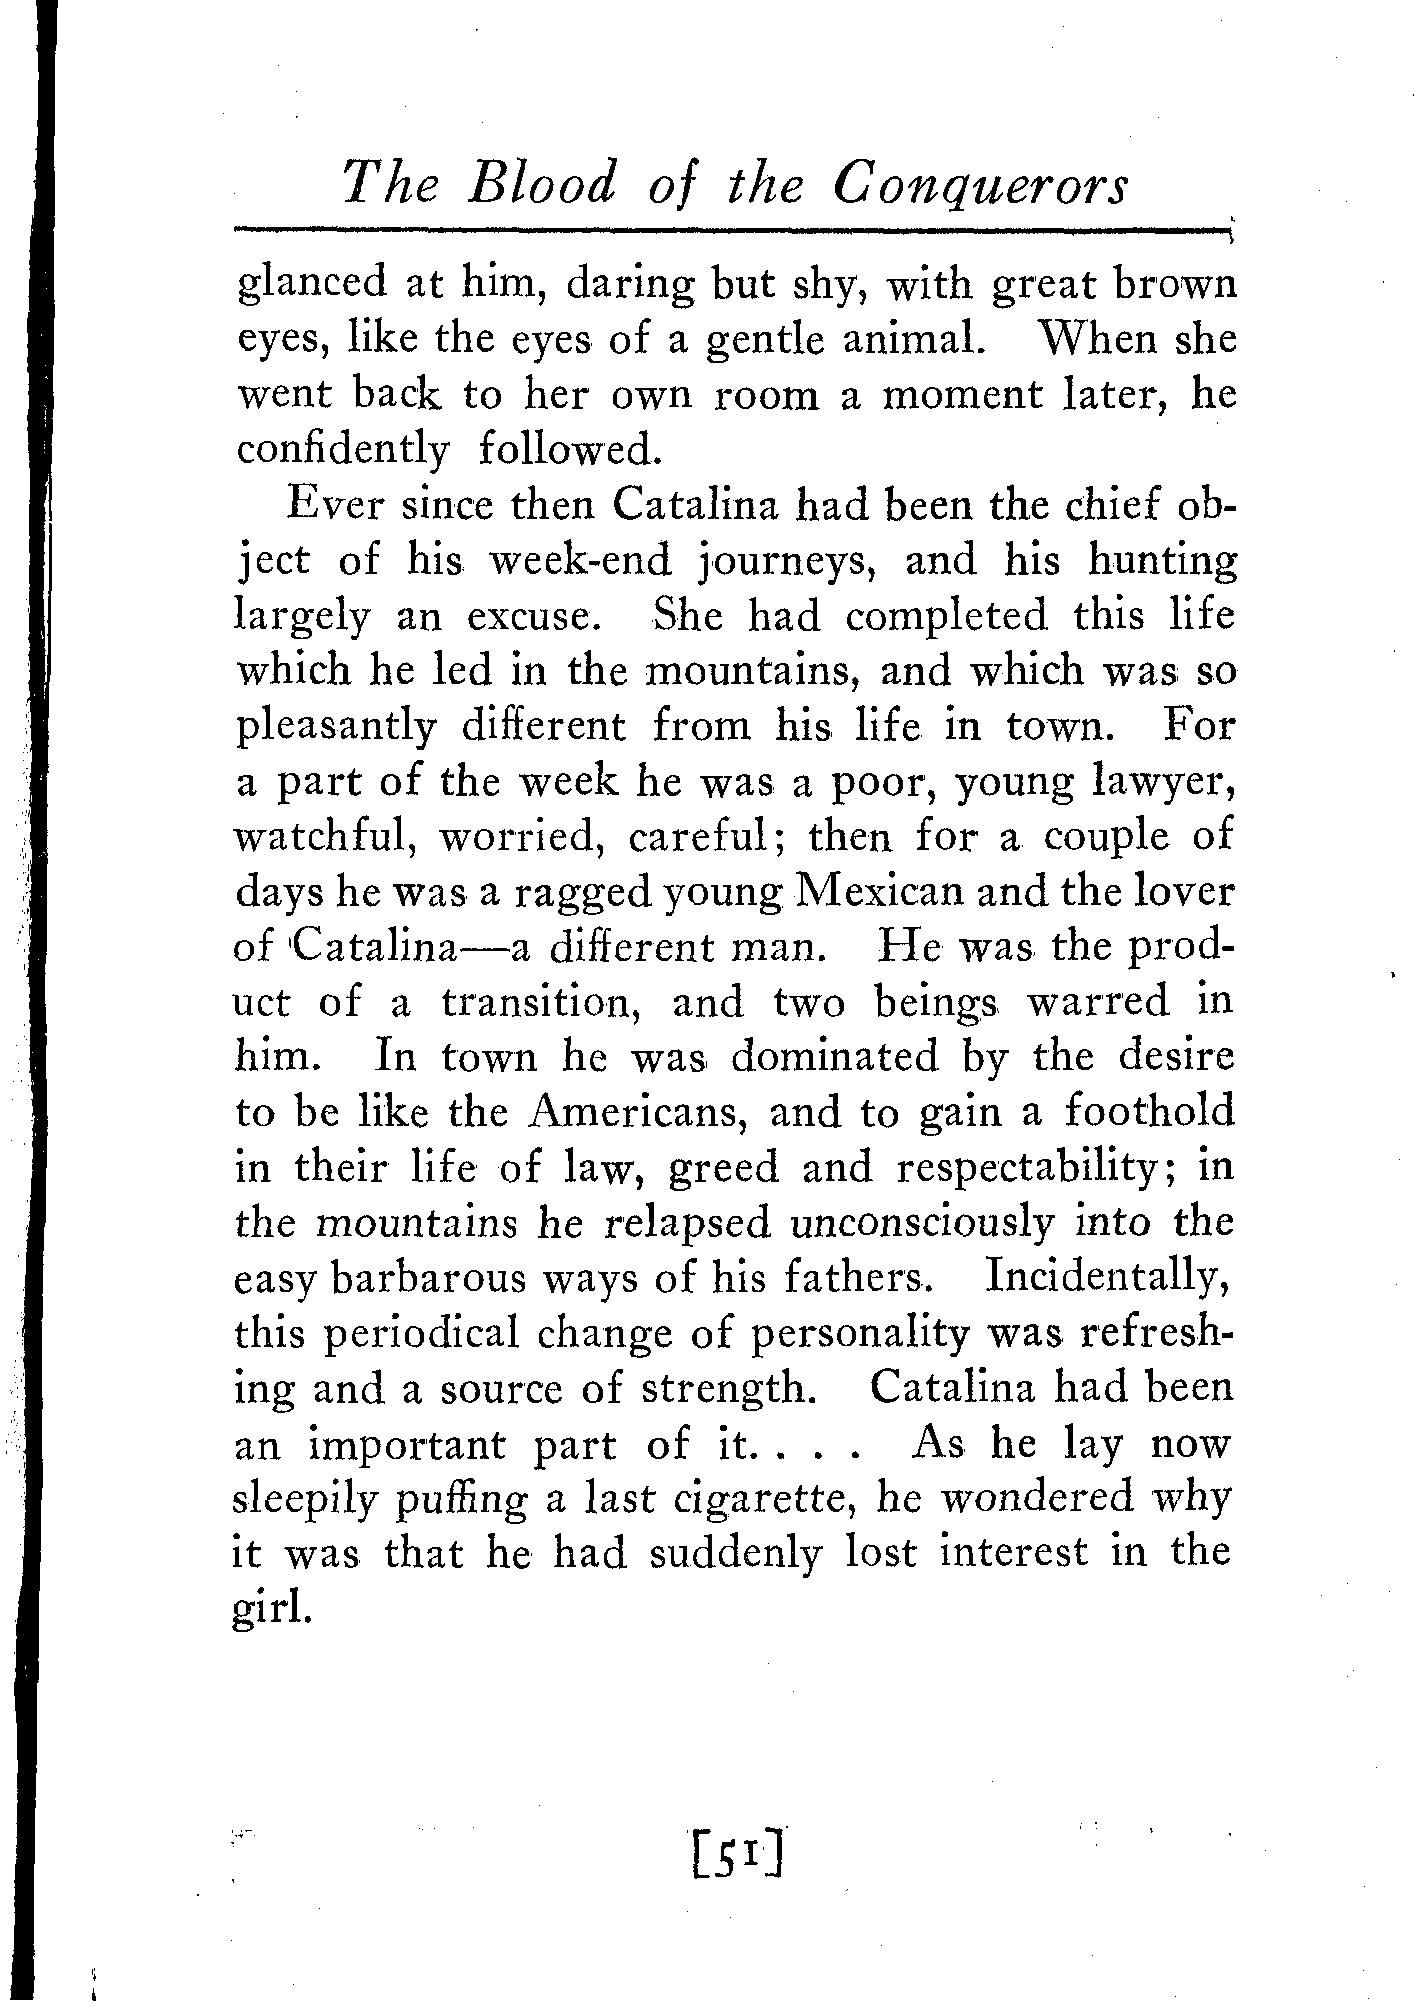 The Blood of the Conquerors
glanced at him, daring but shy, with great brown
eyes, like the eyes of a gentle animal. When she
went back to her own room a moment later, he
confidently followed.
Ever since then Catalina had been the chief ob-
ject of his week-end journeys, and his hunting
largely an excuse. She had completed this life
which he led in the mountains, and which was so
pleasantly different from his life in town. For
a part of the week he was a poor, young lawyer,
watchful, worried, careful; then for a couple of
days he was a ragged young Mexican and the lover
of Catalina—a different man. He was the prod-
uct of a transition, and two beings warred in
him. In town he was dominated by the desire
to be like the Americans, and to gain a foothold
in their life of law, greed and respectability; in
the mountains he relapsed unconsciously into the
easy barbarous ways of his fathers. Incidentally,
this periodical change of personality was refresh-
ing and a source of strength. Catalina had been
an important part of it. . . . As he lay now
sleepily puffing a last cigarette, he wondered why
it was that he had suddenly lost interest in the
girl.
[51]